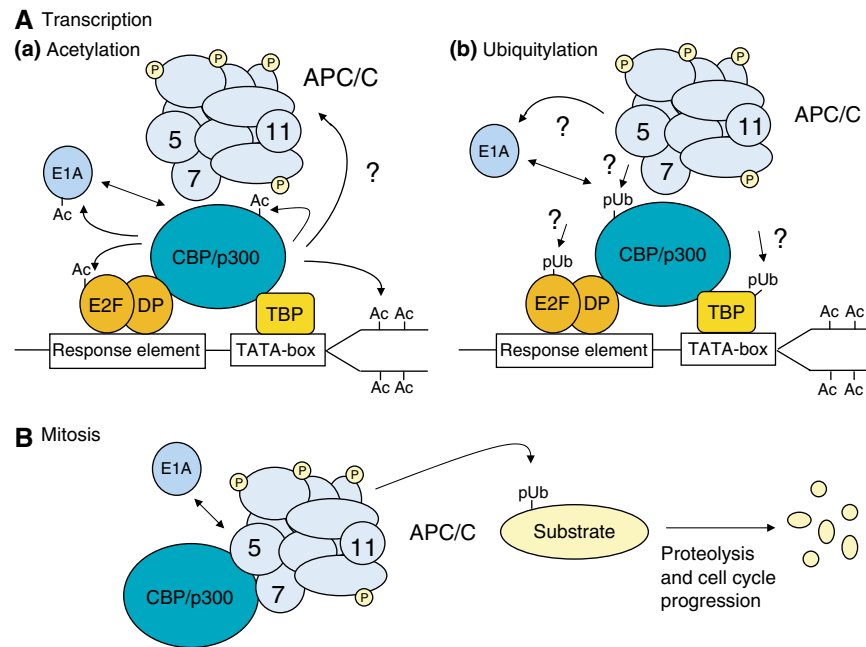 A Transcription
(a) Acetylation
P
P
P
APC/C
5
11
7
P
?
E1A
Ac
Ac
CBP/p300
Ac
E2F
DP
TBP
Ac Ac
Response element
TATA-box
Ac Ac
(b) Ubiquitylation
P
P
P
APC/C
?
5
11
E1A
?
7
P
pUb
?
CBP/p300
?
pUb
pUb
E2F
DP
TBP
Ac Ac
Response element
TATA-box
Ac Ac
B Mitosis
E1A
P
P
P
pUb
5
11
APC/C
Substrate
CBP/p300
7
P
Proteolysis
and cell cycle
progression